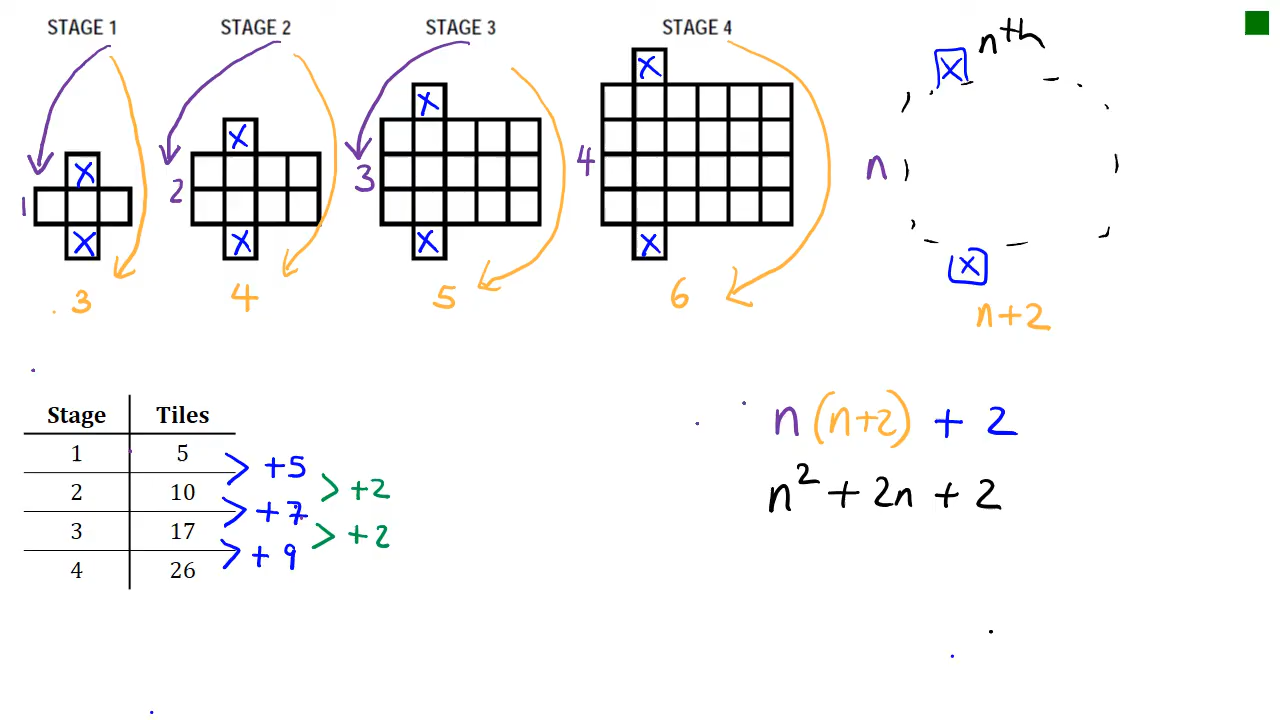 STAGE 1 STAGE 2 STAGE 3 STAGE 4 nth
X X X X X
1 2 3 4 n
X X X X X
3 4 5 6 n+2
Stage Tiles
1 5
> +5
2 10 > +2
> +7
3 17 > +2
> +9
4 26
n (n+2) + 2
n² + 2n + 2